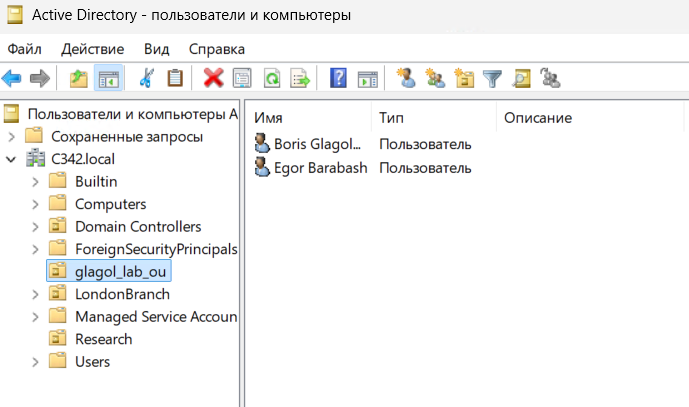 Active Directory - пользователи и компьютеры
Файл Действие Вид Справка
Пользователи и компьютеры A
Сохраненные запросы
C342.local
Builtin
Computers
Domain Controllers
ForeignSecurityPrincipals
glagol_lab_ou
LondonBranch
Managed Service Accoun
Research
Users
Имя Тип Описание
Boris Glagol... Пользователь
Egor Barabash Пользователь